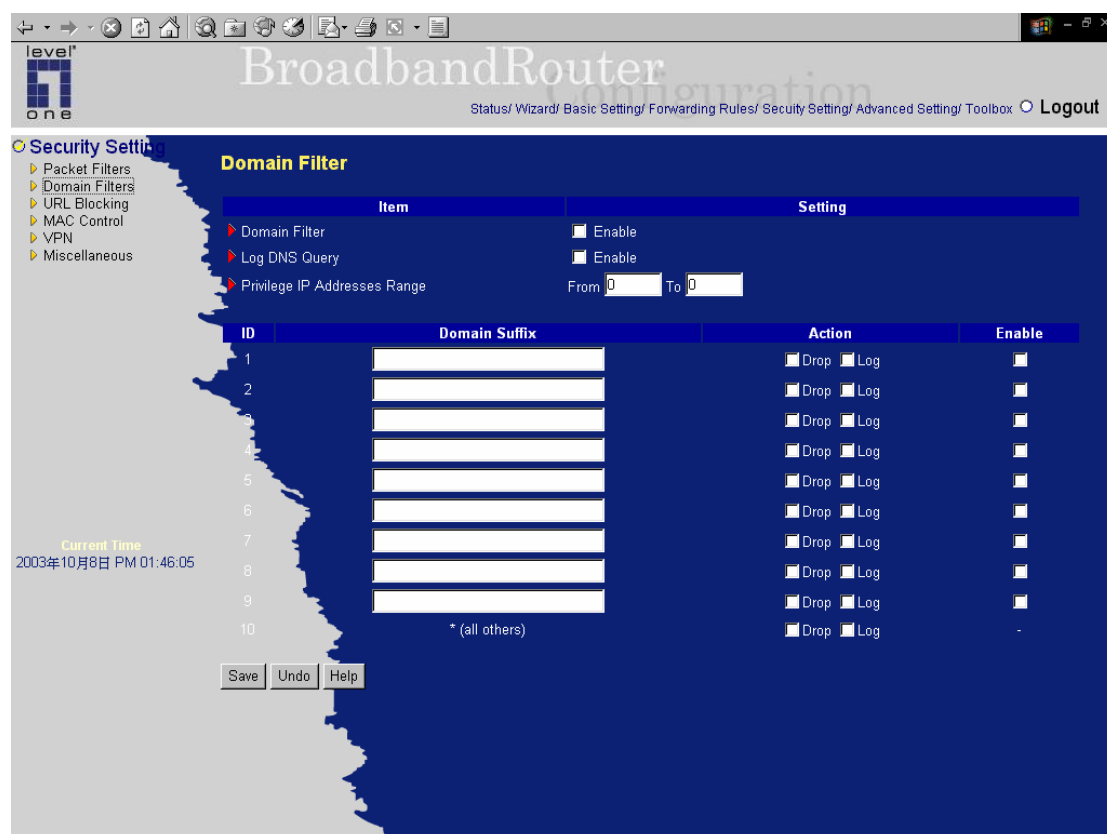 level
one
BroadbandRouter
Configuration
Status/ Wizard/ Basic Setting/ Forwarding Rules/ Secuity Setting/ Advanced Setting/ Toolbox Logout
Security Setting
Packet Filters
Domain Filters
URL Blocking
MAC Control
VPN
Miscellaneous
Current Time
2003年10月8日 PM 01:46:05
Domain Filter
Item Setting
Domain Filter Enable
Log DNS Query Enable
Privilege IP Addresses Range From 0 To 0
ID Domain Suffix Action Enable
1 Drop Log
2 Drop Log
3 Drop Log
4 Drop Log
5 Drop Log
6 Drop Log
7 Drop Log
8 Drop Log
9 Drop Log
10 * (all others) Drop Log -
Save Undo Help